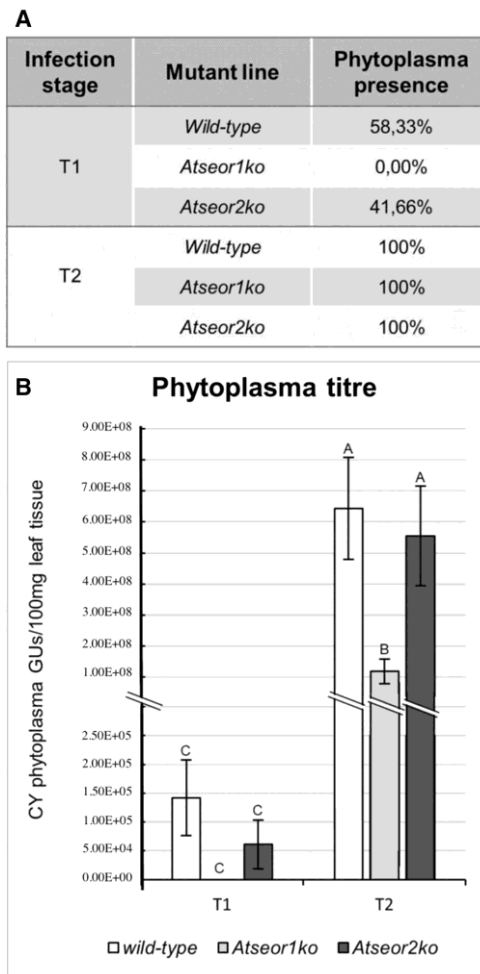 A
Infection stage Mutant line Phytoplasma presence
T1 Wild-type 58,33%
Atseor1ko 0,00%
Atseor2ko 41,66%
T2 Wild-type 100%
Atseor1ko 100%
Atseor2ko 100%
B
Phytoplasma titre
CY phytoplasma GUs/100mg leaf tissue
9.00E+08
8.00E+08
7.00E+08
6.00E+08
5.00E+08
4.00E+08
3.00E+08
2.00E+08
1.00E+08
2.50E+05
2.00E+05
1.50E+05
1.00E+05
5.00E+04
0.00E+00
C
C
C
A
B
A
T1 T2
wild-type Atseor1ko Atseor2ko